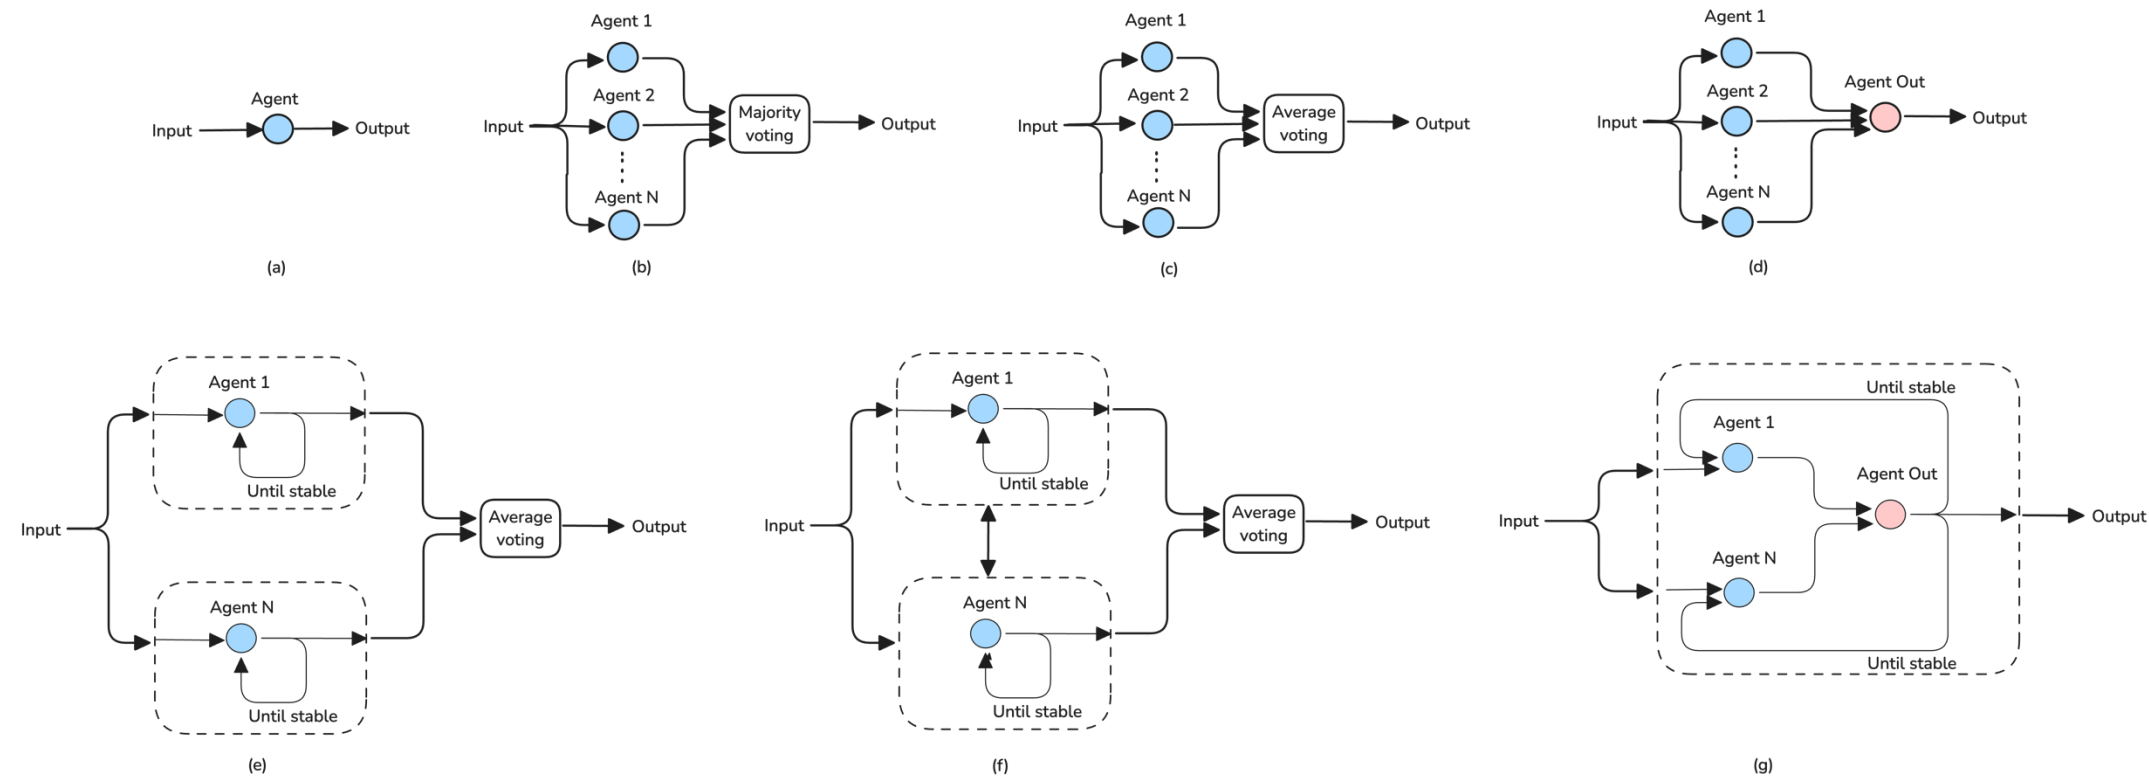 Agent
Input
Output
(a)
Agent 1
Agent 2
Agent N
Input
Majority
voting
Output
(b)
Agent 1
Agent 2
Agent N
Input
Average
voting
Output
(c)
Agent 1
Agent 2
Agent N
Input
Agent Out
Output
(d)
Input
Agent 1
Until stable
Agent N
Until stable
Average
voting
Output
(e)
Input
Agent 1
Until stable
Agent N
Until stable
Average
voting
Output
(f)
Input
Until stable
Agent 1
Agent Out
Agent N
Until stable
Output
(g)